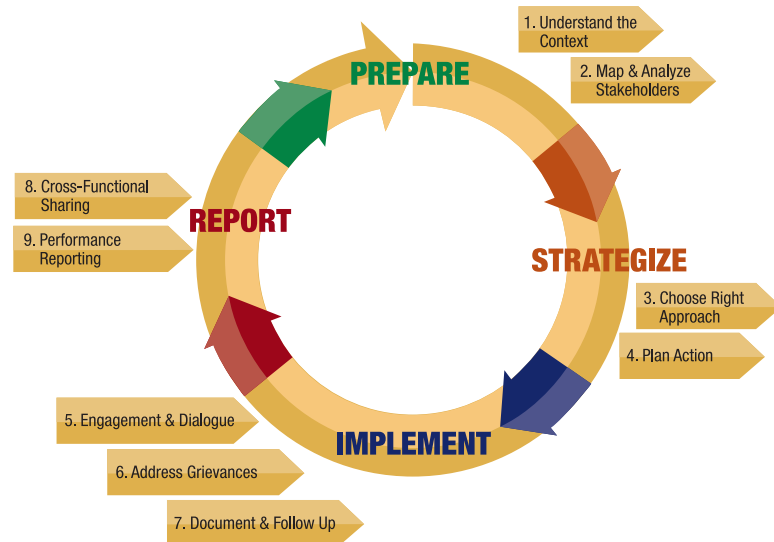 PREPARE
1. Understand the
Context
2. Map & Analyze
Stakeholders
STRATEGIZE
3. Choose Right
Approach
4. Plan Action
IMPLEMENT
5. Engagement & Dialogue
6. Address Grievances
7. Document & Follow Up
REPORT
8. Cross-Functional
Sharing
9. Performance
Reporting